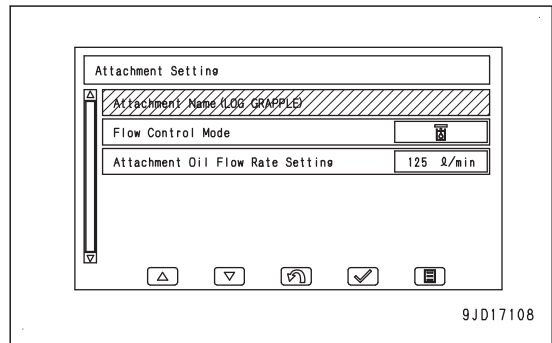 Attachment Setting
Attachment Name(LOG GRAPPLE)
Flow Control Mode
Attachment Oil Flow Rate Setting 125 ℓ/min
9JD17108